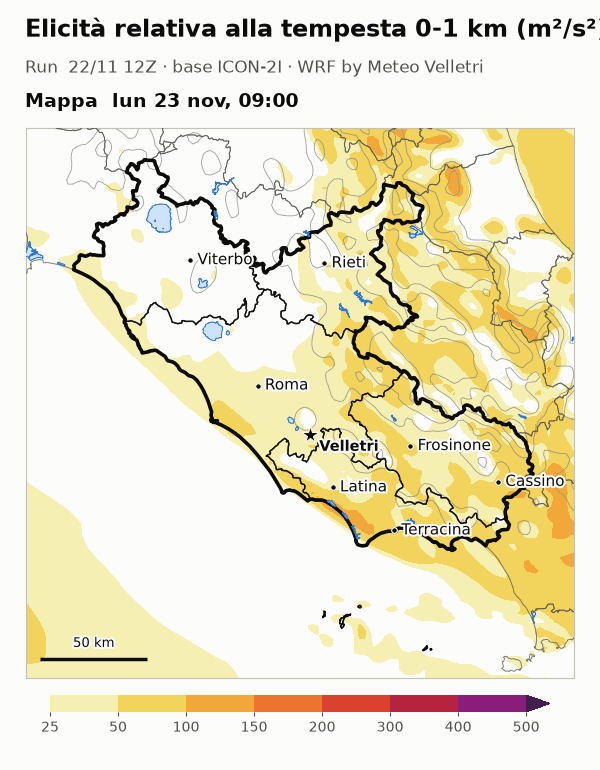 Elicità relativa alla tempesta 0-1 km (m²/s²)
Run 22/11 12Z · base ICON-2I · WRF by Meteo Velletri
Mappa lun 23 nov, 09:00
Viterbo
Rieti
Roma
Velletri
Frosinone
Cassino
Latina
Terracina
50 km
25 50 100 150 200 300 400 500